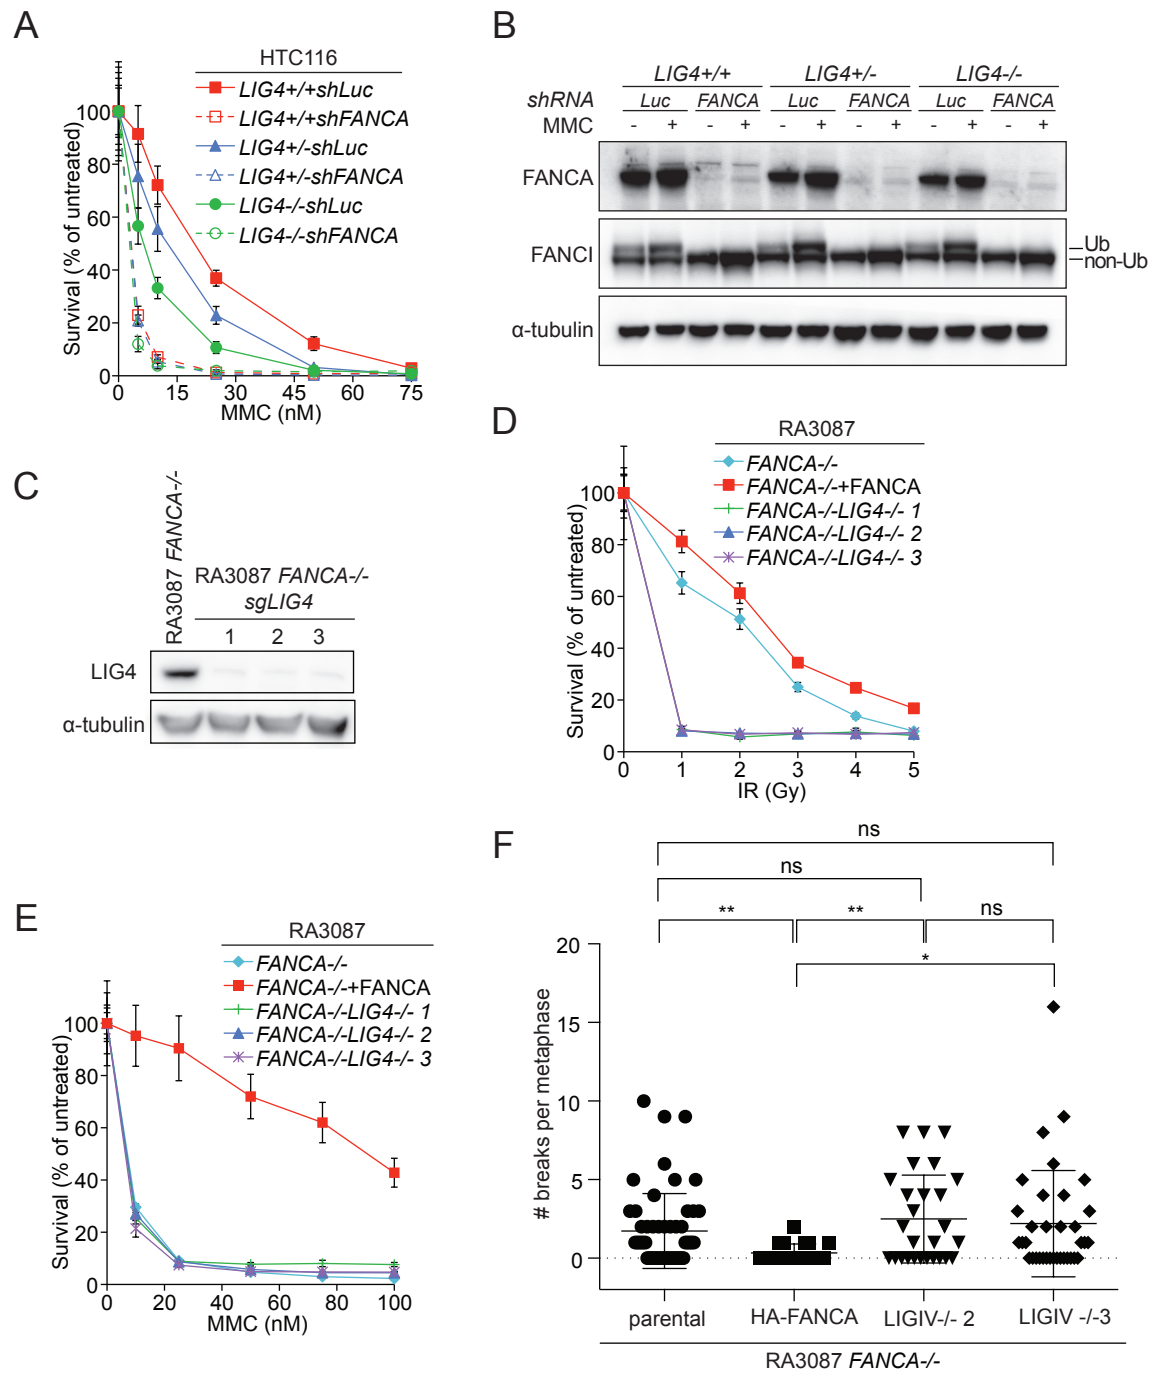 A
HTC116
LIG4+/+shLuc
LIG4+/+shFANCA
LIG4+/-shLuc
LIG4+/-shFANCA
LIG4-/-shLuc
LIG4-/-shFANCA
Survival (% of untreated)
100
80
60
40
20
0
0 15 30 45 60 75
MMC (nM)
B
LIG4+/+ LIG4+/- LIG4-/-
shRNA Luc FANCA Luc FANCA Luc FANCA
MMC - + - + - + - + - + - +
FANCA
FANCI
Ub
non-Ub
α-tubulin
C
RA3087 FANCA-/-
RA3087 FANCA-/-
sgLIG4
1 2 3
LIG4
α-tubulin
D
RA3087
FANCA-/-
FANCA-/-+FANCA
FANCA-/-LIG4-/- 1
FANCA-/-LIG4-/- 2
FANCA-/-LIG4-/- 3
Survival (% of untreated)
100
80
60
40
20
0
0 1 2 3 4 5
IR (Gy)
E
RA3087
FANCA-/-
FANCA-/-+FANCA
FANCA-/-LIG4-/- 1
FANCA-/-LIG4-/- 2
FANCA-/-LIG4-/- 3
Survival (% of untreated)
100
80
60
40
20
0
0 20 40 60 80 100
MMC (nM)
F
ns
ns
** ** ns
*
# breaks per metaphase
20
15
10
5
0
parental HA-FANCA LIGIV-/- 2 LIGIV -/-3
RA3087 FANCA-/-